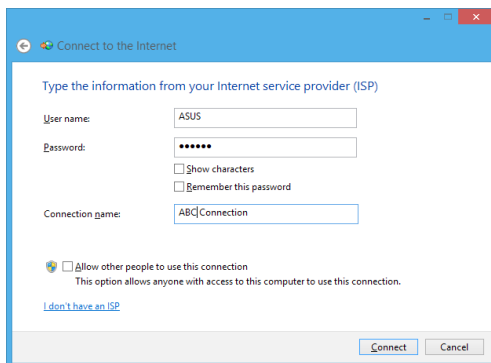 Connect to the Internet
Type the information from your Internet service provider (ISP)
User name: ASUS
Password: ••••••
Show characters
Remember this password
Connection name: ABC Connection
Allow other people to use this connection
This option allows anyone with access to this computer to use this connection.
I don't have an ISP
Connect Cancel